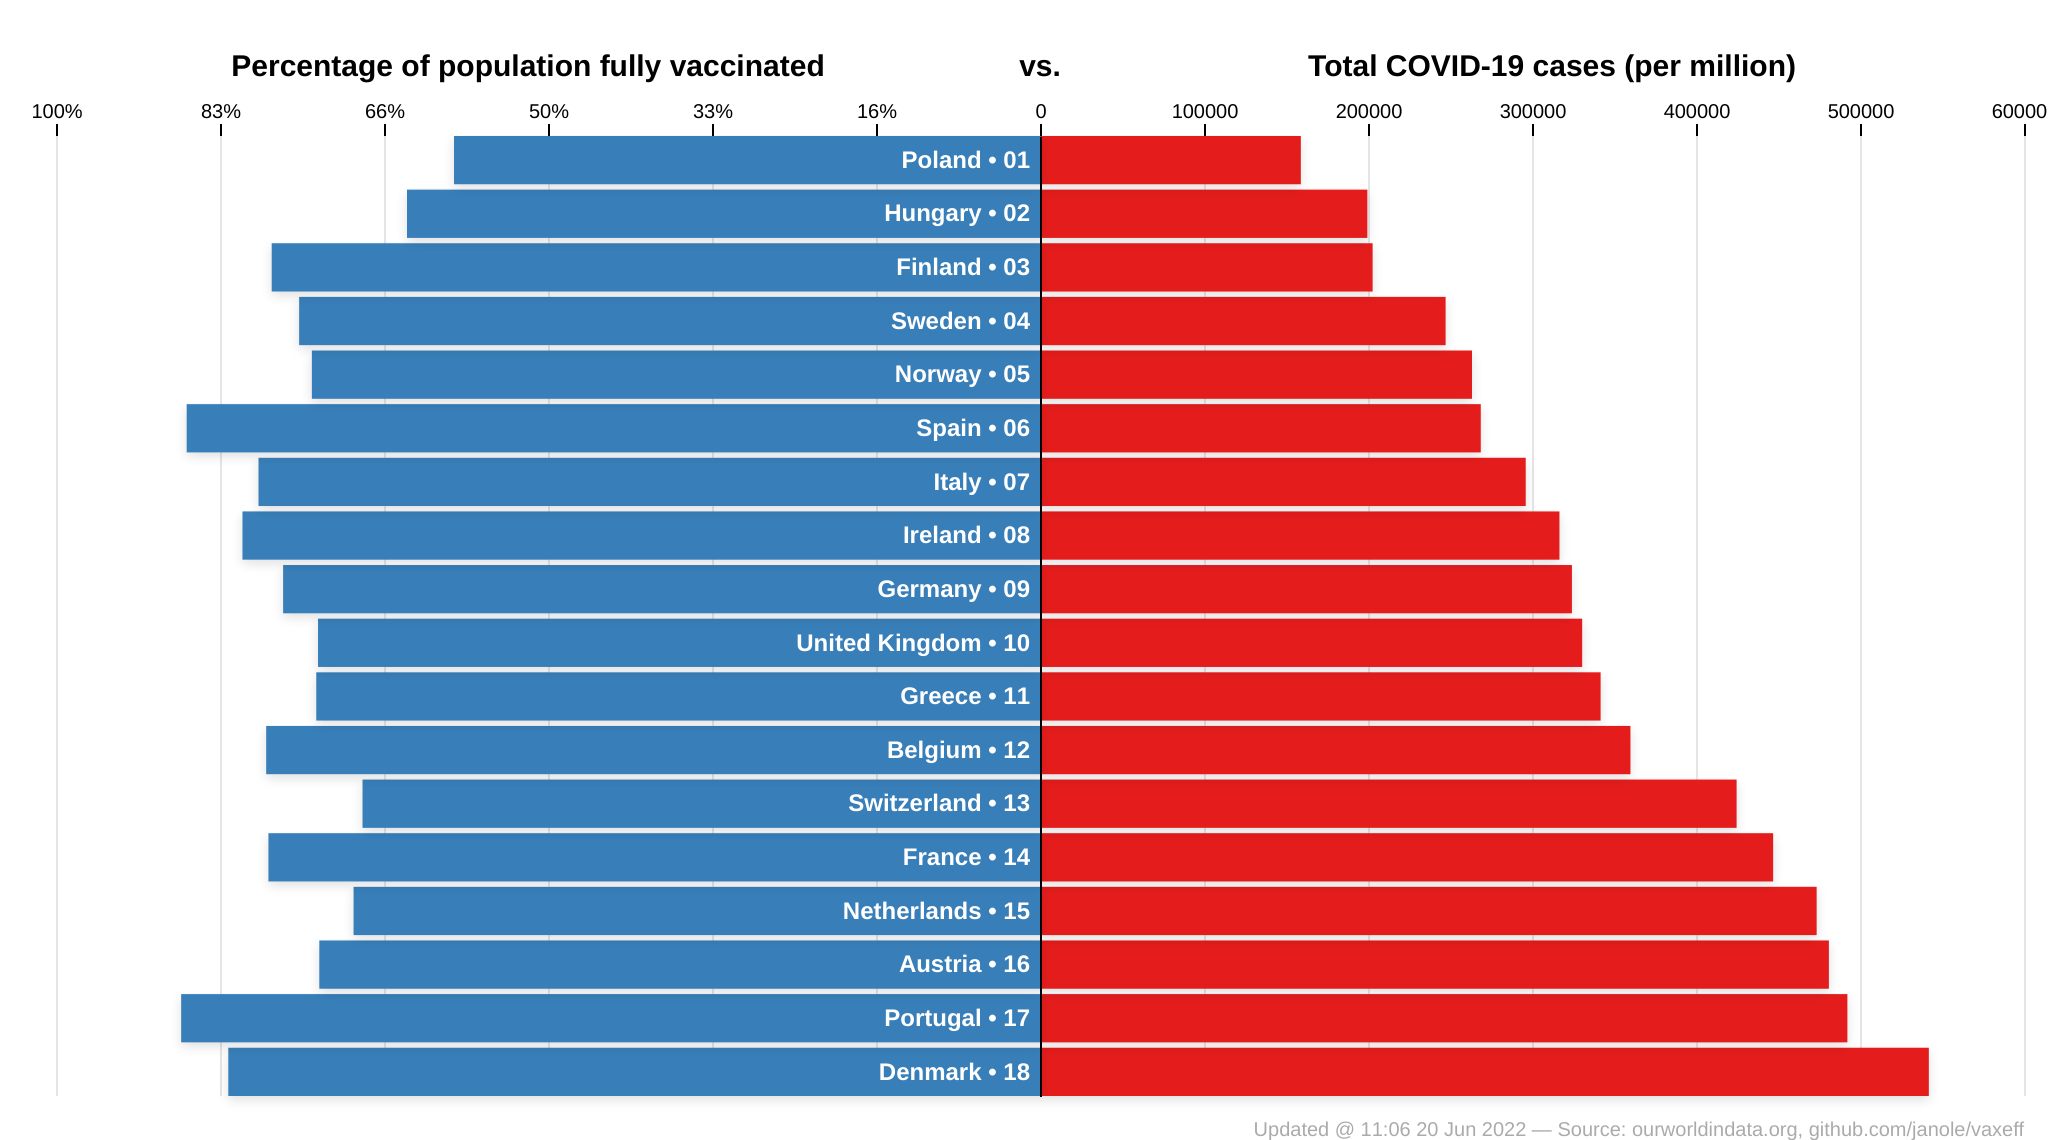 Percentage of population fully vaccinated vs. Total COVID-19 cases (per million)
100% 83% 66% 50% 33% 16% 0 100000 200000 300000 400000 500000 60000
Poland • 01
Hungary • 02
Finland • 03
Sweden • 04
Norway • 05
Spain • 06
Italy • 07
Ireland • 08
Germany • 09
United Kingdom • 10
Greece • 11
Belgium • 12
Switzerland • 13
France • 14
Netherlands • 15
Austria • 16
Portugal • 17
Denmark • 18
Updated @ 11:06 20 Jun 2022 — Source: ourworldindata.org, github.com/janole/vaxeff